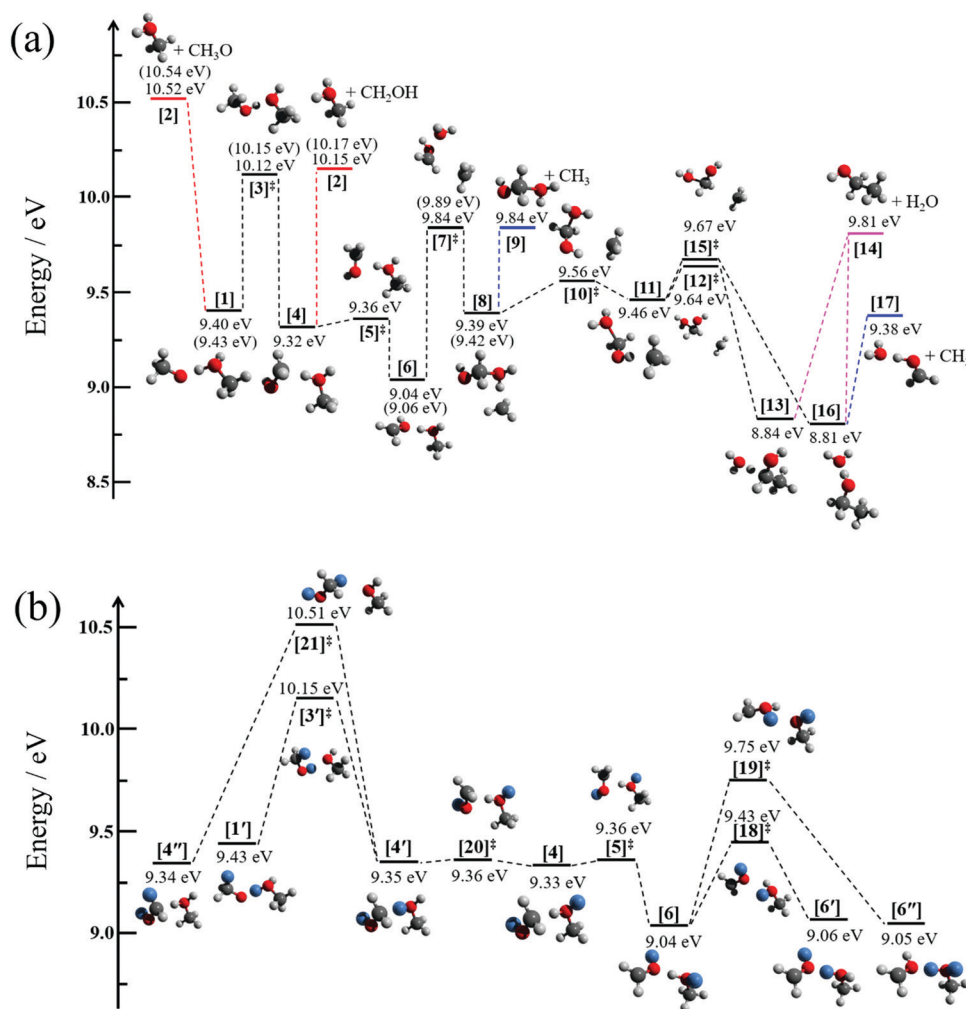 (a)
Energy / eV
10.5
10.0
9.5
9.0
8.5
+ CH₃O
(10.54 eV)
10.52 eV
[2]
[1]
9.40 eV
(9.43 eV)
(10.15 eV)
10.12 eV
[3]‡
[4]
9.32 eV
+ CH₂OH
(10.17 eV)
10.15 eV
[2]
9.36 eV
[5]‡
[6]
9.04 eV
(9.06 eV)
(9.89 eV)
9.84 eV
[7]‡
[8]
9.39 eV
(9.42 eV)
+ CH₃
9.84 eV
[9]
9.56 eV
[10]‡
[11]
9.46 eV
9.67 eV
[15]‡
[12]‡
9.64 eV
[13]
8.84 eV
[16]
8.81 eV
+ H₂O
9.81 eV
[14]
[17]
9.38 eV
(b)
Energy / eV
10.5
10.0
9.5
9.0
10.51 eV
[21]‡
10.15 eV
[3′]‡
[4″]
9.34 eV
[1′]
9.43 eV
[4′]
9.35 eV
[20]‡
9.36 eV
[4]
9.33 eV
9.36 eV
[5]‡
[6]
9.04 eV
9.75 eV
[19]‡
9.43 eV
[18]‡
[6′]
9.06 eV
[6″]
9.05 eV